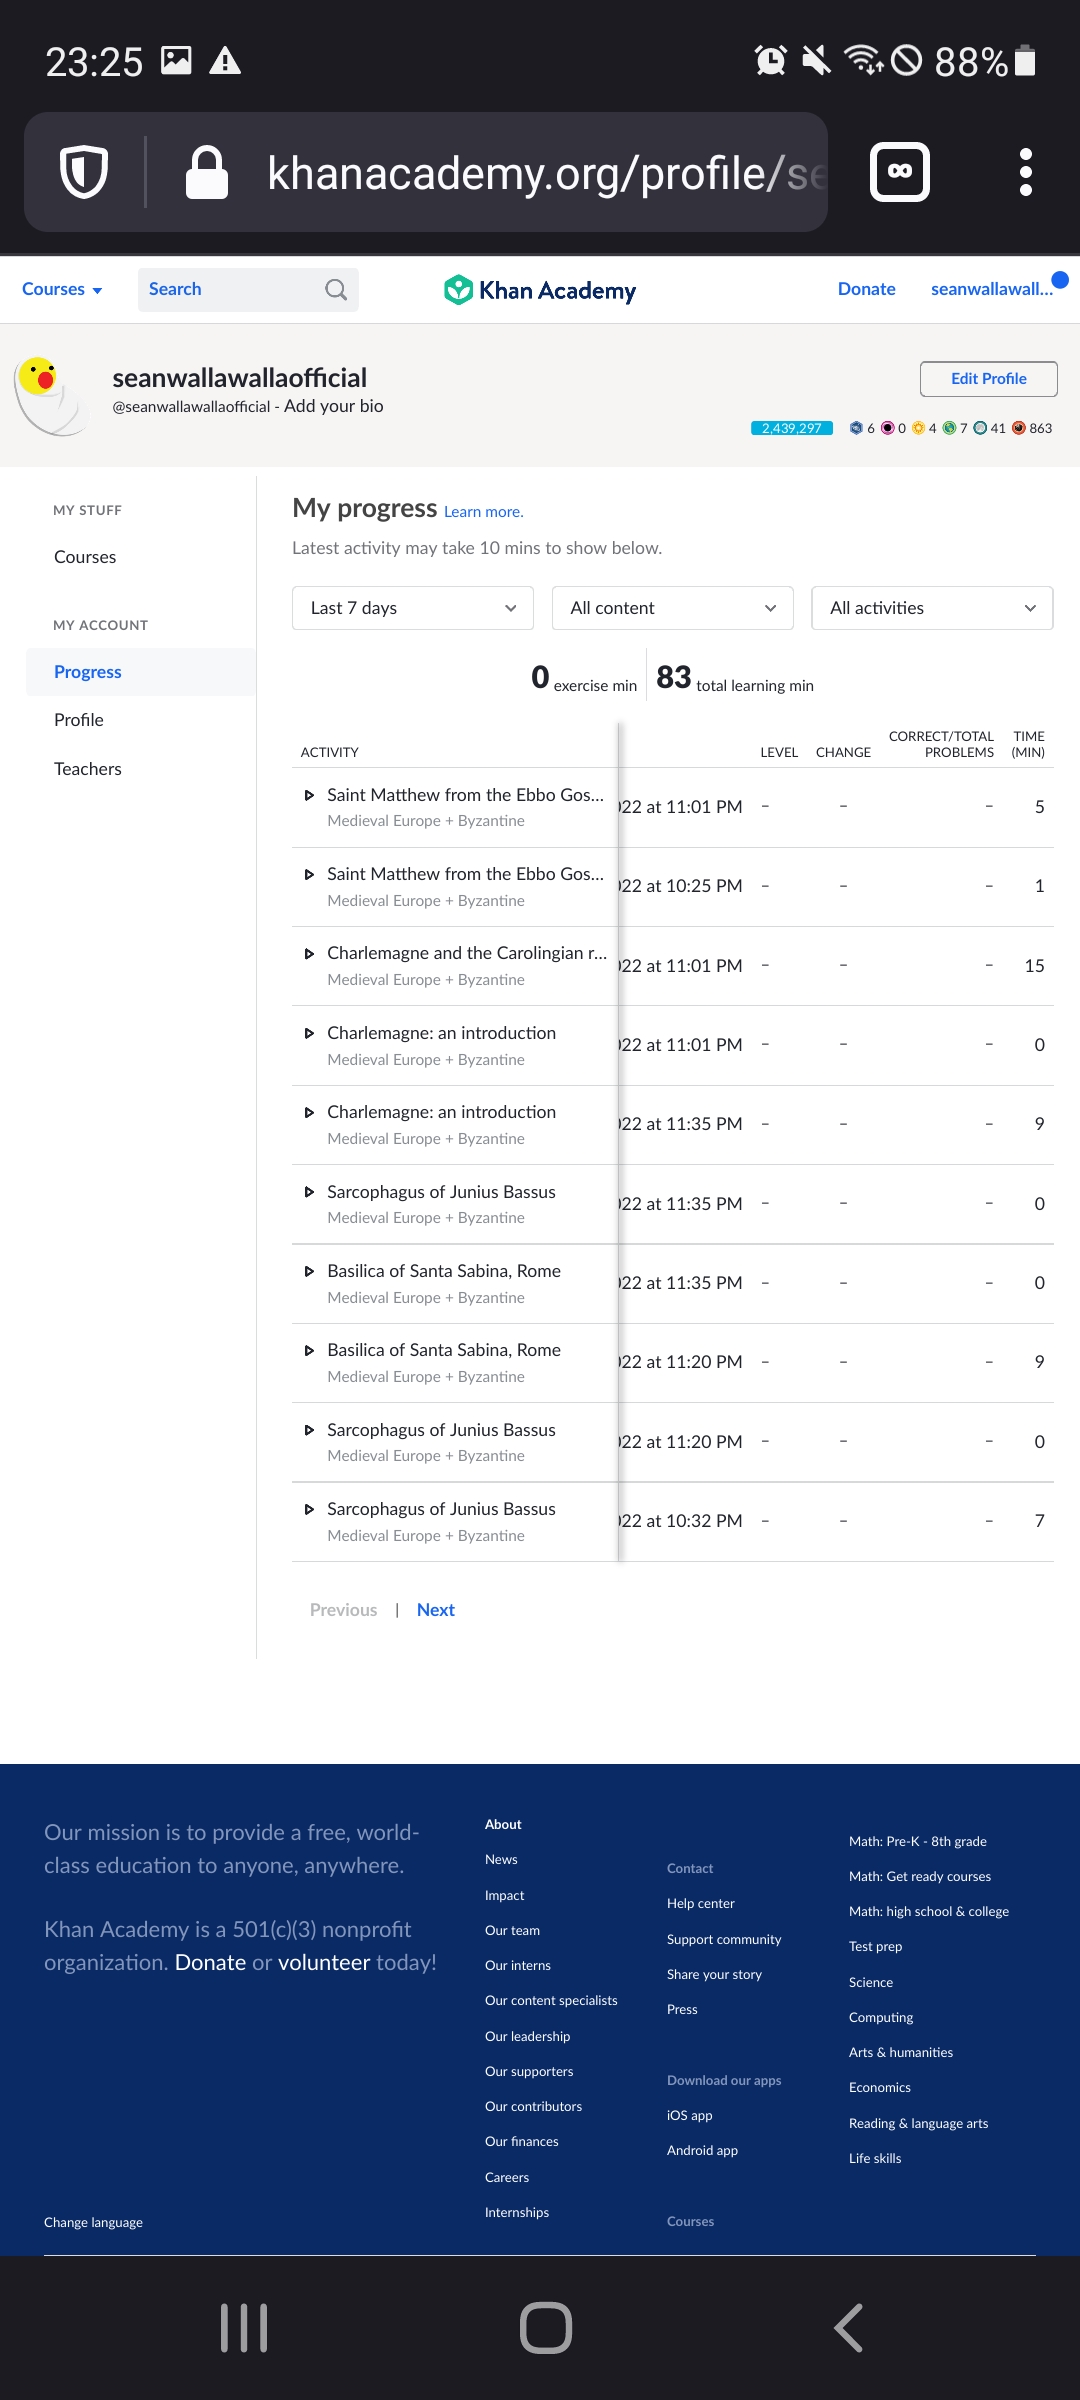 23:25
88%
khanacademy.org/profile/se
Courses
Search
Khan Academy
Donate
seanwallawall...
seanwallawallaofficial
@seanwallawallaofficial - Add your bio
Edit Profile
2,439,297 6 0 4 7 41 863
MY STUFF
Courses
MY ACCOUNT
Progress
Profile
Teachers
My progress Learn more.
Latest activity may take 10 mins to show below.
Last 7 days
All content
All activities
0 exercise min
83 total learning min
ACTIVITY LEVEL CHANGE CORRECT/TOTAL PROBLEMS TIME (MIN)
Saint Matthew from the Ebbo Gos...
Medieval Europe + Byzantine
022 at 11:01 PM – – – 5
Saint Matthew from the Ebbo Gos...
Medieval Europe + Byzantine
022 at 10:25 PM – – – 1
Charlemagne and the Carolingian r...
Medieval Europe + Byzantine
022 at 11:01 PM – – – 15
Charlemagne: an introduction
Medieval Europe + Byzantine
022 at 11:01 PM – – – 0
Charlemagne: an introduction
Medieval Europe + Byzantine
022 at 11:35 PM – – – 9
Sarcophagus of Junius Bassus
Medieval Europe + Byzantine
022 at 11:35 PM – – – 0
Basilica of Santa Sabina, Rome
Medieval Europe + Byzantine
022 at 11:35 PM – – – 0
Basilica of Santa Sabina, Rome
Medieval Europe + Byzantine
022 at 11:20 PM – – – 9
Sarcophagus of Junius Bassus
Medieval Europe + Byzantine
022 at 11:20 PM – – – 0
Sarcophagus of Junius Bassus
Medieval Europe + Byzantine
022 at 10:32 PM – – – 7
Previous | Next
Our mission is to provide a free, world-
class education to anyone, anywhere.
Khan Academy is a 501(c)(3) nonprofit
organization. Donate or volunteer today!
Change language
About
News
Impact
Our team
Our interns
Our content specialists
Our leadership
Our supporters
Our contributors
Our finances
Careers
Internships
Contact
Help center
Support community
Share your story
Press
Download our apps
iOS app
Android app
Courses
Math: Pre-K - 8th grade
Math: Get ready courses
Math: high school & college
Test prep
Science
Computing
Arts & humanities
Economics
Reading & language arts
Life skills